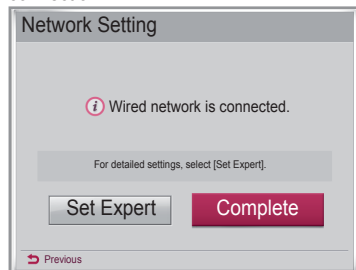 Network Setting
Wired network is connected.
For detailed settings, select [Set Expert].
Set Expert
Complete
Previous